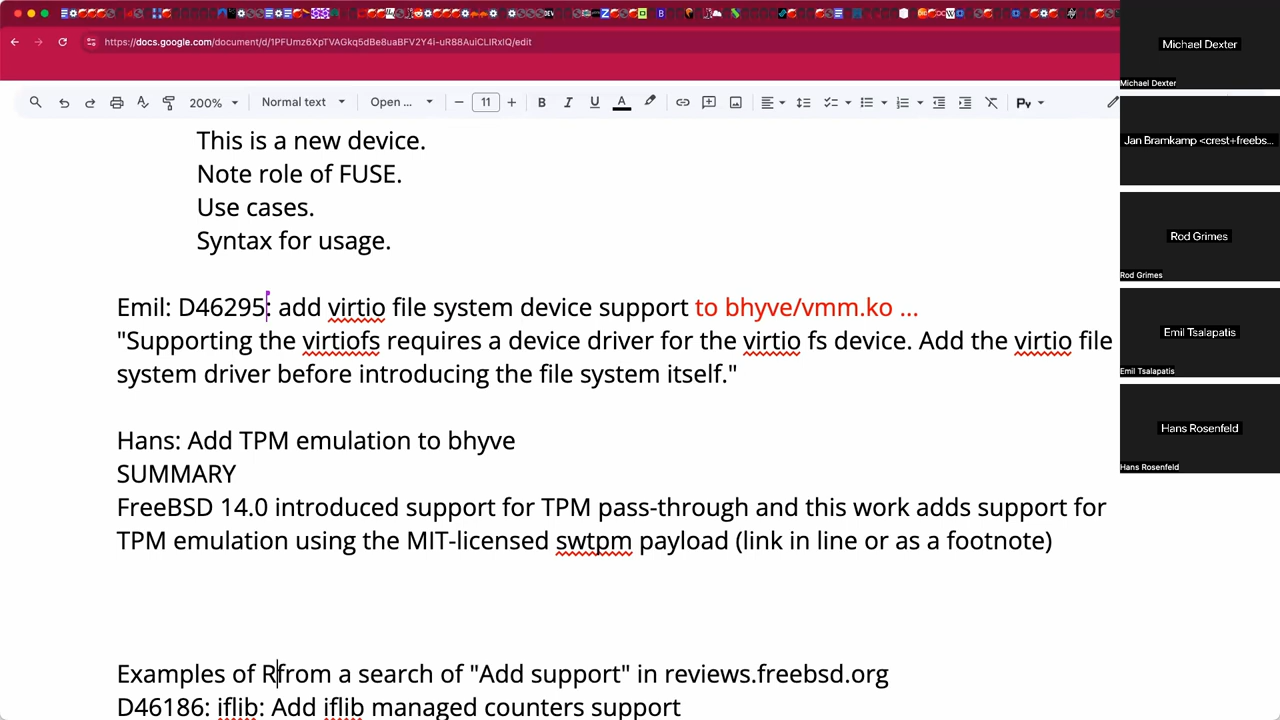 https://docs.google.com/document/d/1PFUmz6XpTVAGkq5dBe8uaBFV2Y4i-uR88AuiCLIRxIQ/edit
200%
Normal text
Open ...
11
B
I
U
A
This is a new device.
Note role of FUSE.
Use cases.
Syntax for usage.
Emil: D46295: add virtio file system device support to bhyve/vmm.ko ...
"Supporting the virtiofs requires a device driver for the virtio fs device. Add the virtio file
system driver before introducing the file system itself."
Hans: Add TPM emulation to bhyve
SUMMARY
FreeBSD 14.0 introduced support for TPM pass-through and this work adds support for
TPM emulation using the MIT-licensed swtpm payload (link in line or as a footnote)
Examples of Rfrom a search of "Add support" in reviews.freebsd.org
D46186: iflib: Add iflib managed counters support
Michael Dexter
Michael Dexter
Jan Bramkamp <crest+freebs...
Rod Grimes
Rod Grimes
Emil Tsalapatis
Emil Tsalapatis
Hans Rosenfeld
Hans Rosenfeld